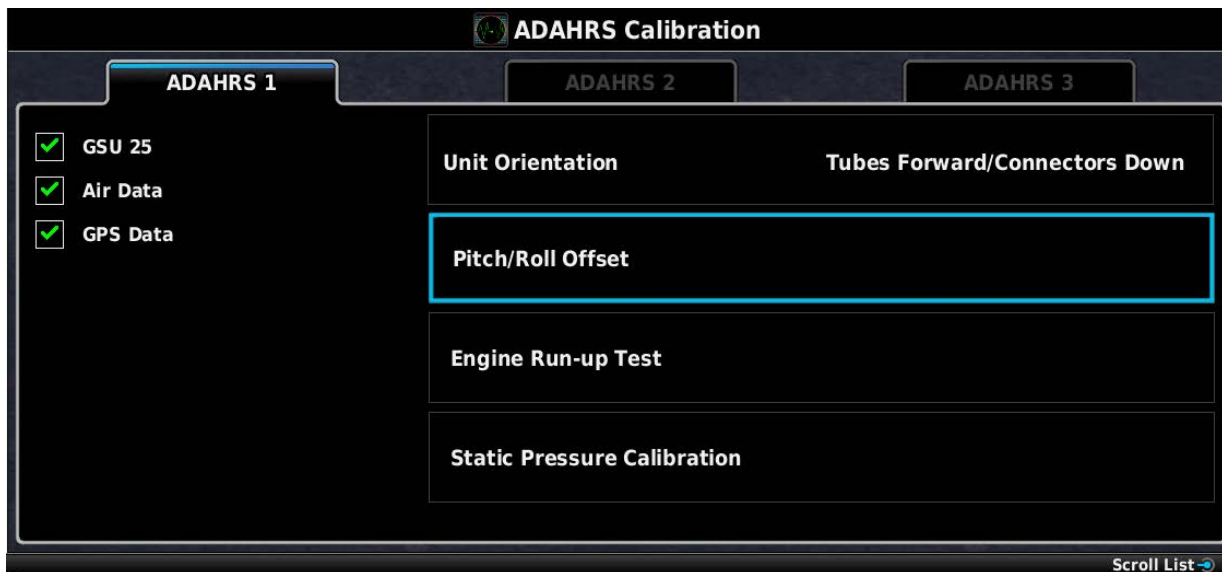 ADAHRS Calibration
ADAHRS 1
ADAHRS 2
ADAHRS 3
GSU 25
Air Data
GPS Data
Unit Orientation Tubes Forward/Connectors Down
Pitch/Roll Offset
Engine Run-up Test
Static Pressure Calibration
Scroll List